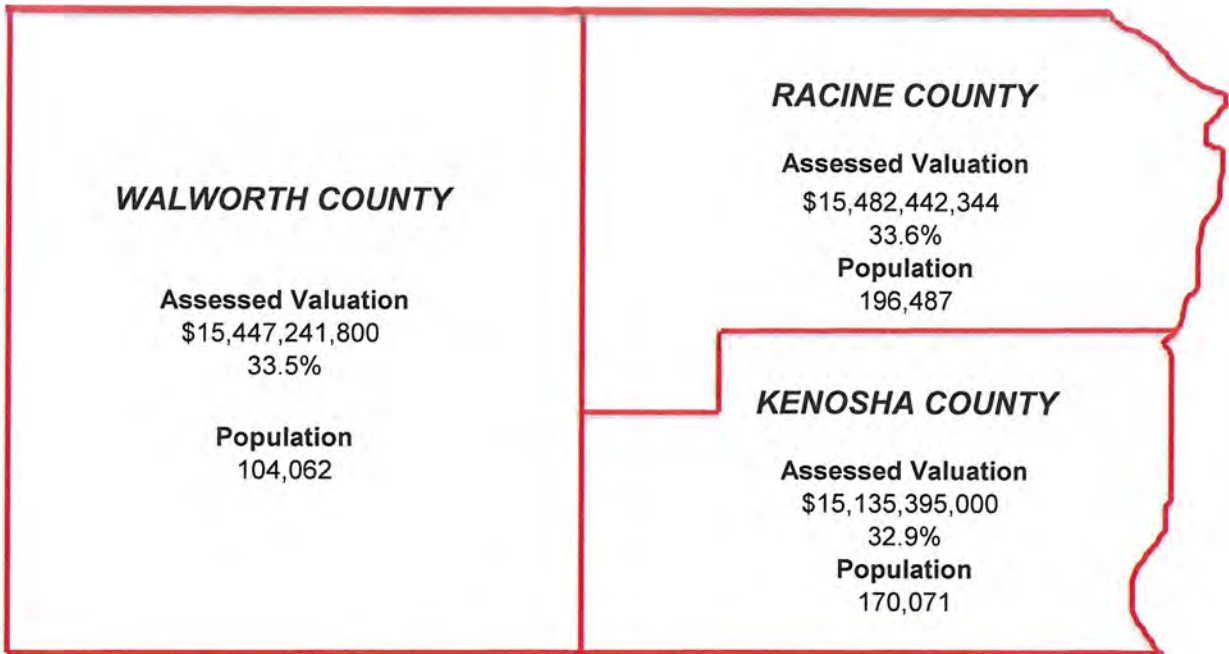 WALWORTH COUNTY
Assessed Valuation
$15,447,241,800
33.5%
Population
104,062
RACINE COUNTY
Assessed Valuation
$15,482,442,344
33.6%
Population
196,487
KENOSHA COUNTY
Assessed Valuation
$15,135,395,000
32.9%
Population
170,071